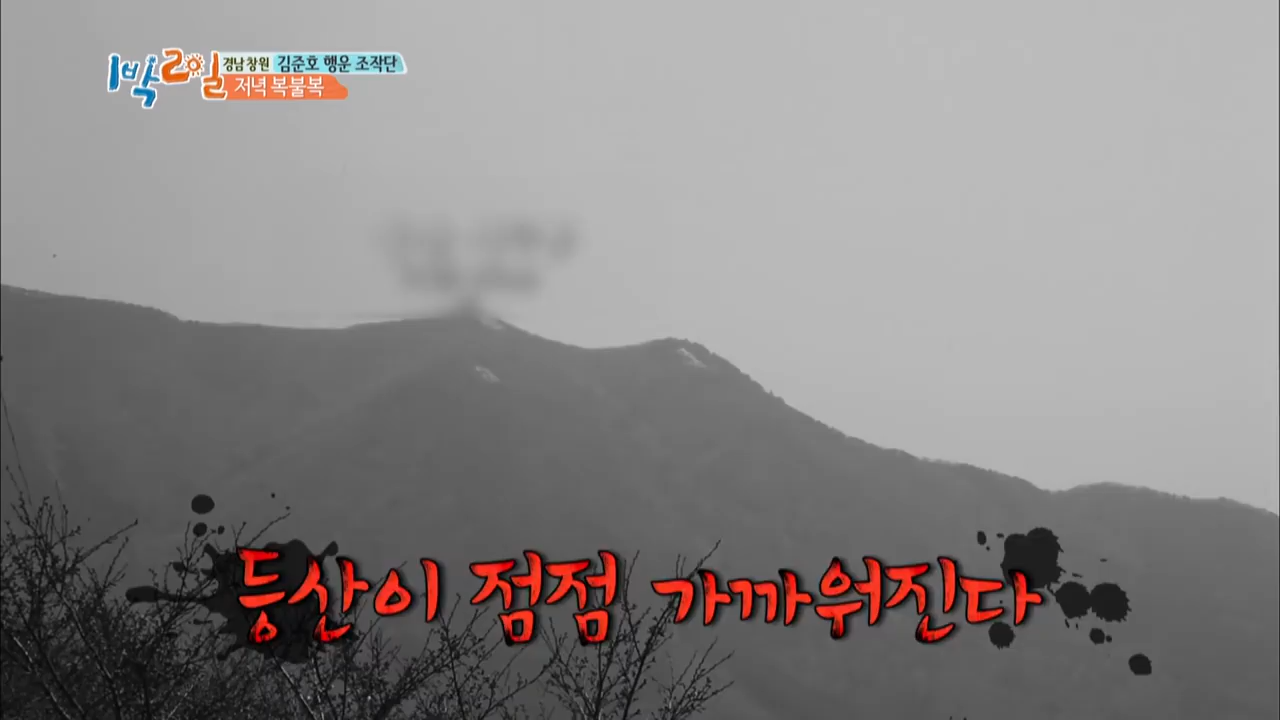 1박2일
경남 창원 김준호 행운 조작단
저녁 복불복
등산이 점점 가까워진다